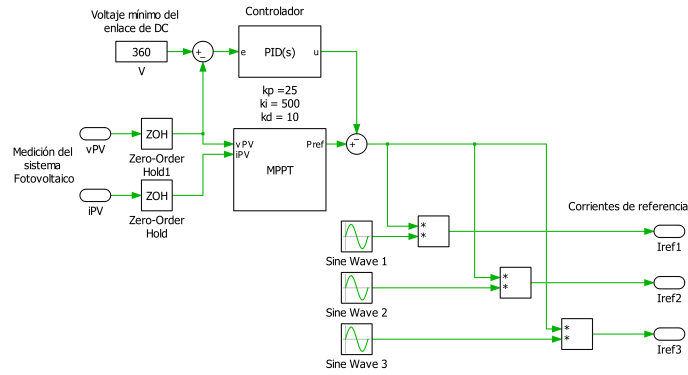 Voltaje mínimo del
enlace de DC
Controlador
360
V
+
−
e
PID(s)
u
kp =25
ki = 500
kd = 10
vPV
ZOH
Zero-Order
Hold1
Medición del
sistema
Fotovoltaico
iPV
ZOH
Zero-Order
Hold
vPV
iPV
Pref
MPPT
−
+
Corrientes de referencia
Sine Wave 1
*
*
Iref1
Sine Wave 2
*
*
Iref2
Sine Wave 3
*
*
Iref3